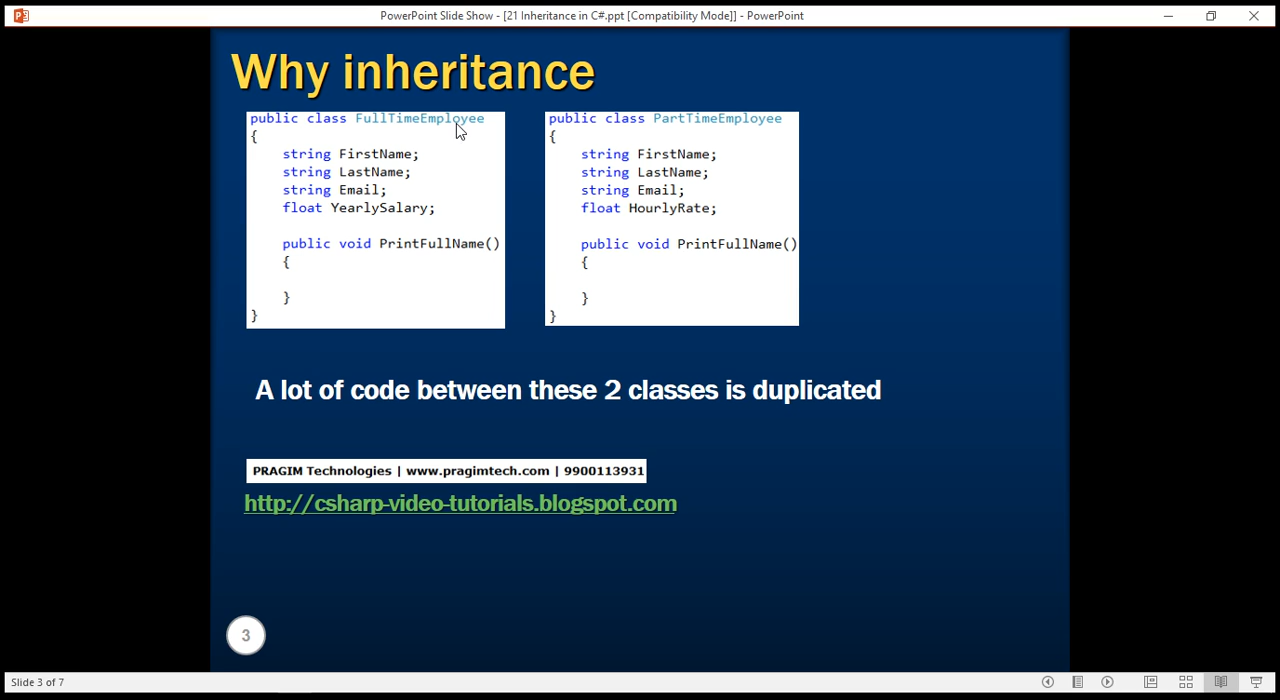 PowerPoint Slide Show - [21 Inheritance in C#.ppt [Compatibility Mode]] - PowerPoint
Why inheritance
public class FullTimeEmployee
{
string FirstName;
string LastName;
string Email;
float YearlySalary;
public void PrintFullName()
{
}
}
public class PartTimeEmployee
{
string FirstName;
string LastName;
string Email;
float HourlyRate;
public void PrintFullName()
{
}
}
A lot of code between these 2 classes is duplicated
PRAGIM Technologies | www.pragimtech.com | 9900113931
http://csharp-video-tutorials.blogspot.com
3
Slide 3 of 7